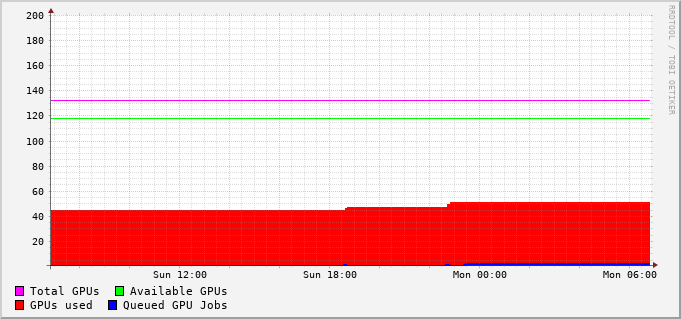 200
180
160
140
120
100
80
60
40
20
Sun 12:00 Sun 18:00 Mon 00:00 Mon 06:00
Total GPUs Available GPUs
GPUs used Queued GPU Jobs
RRDTOOL / TOBI OETIKER